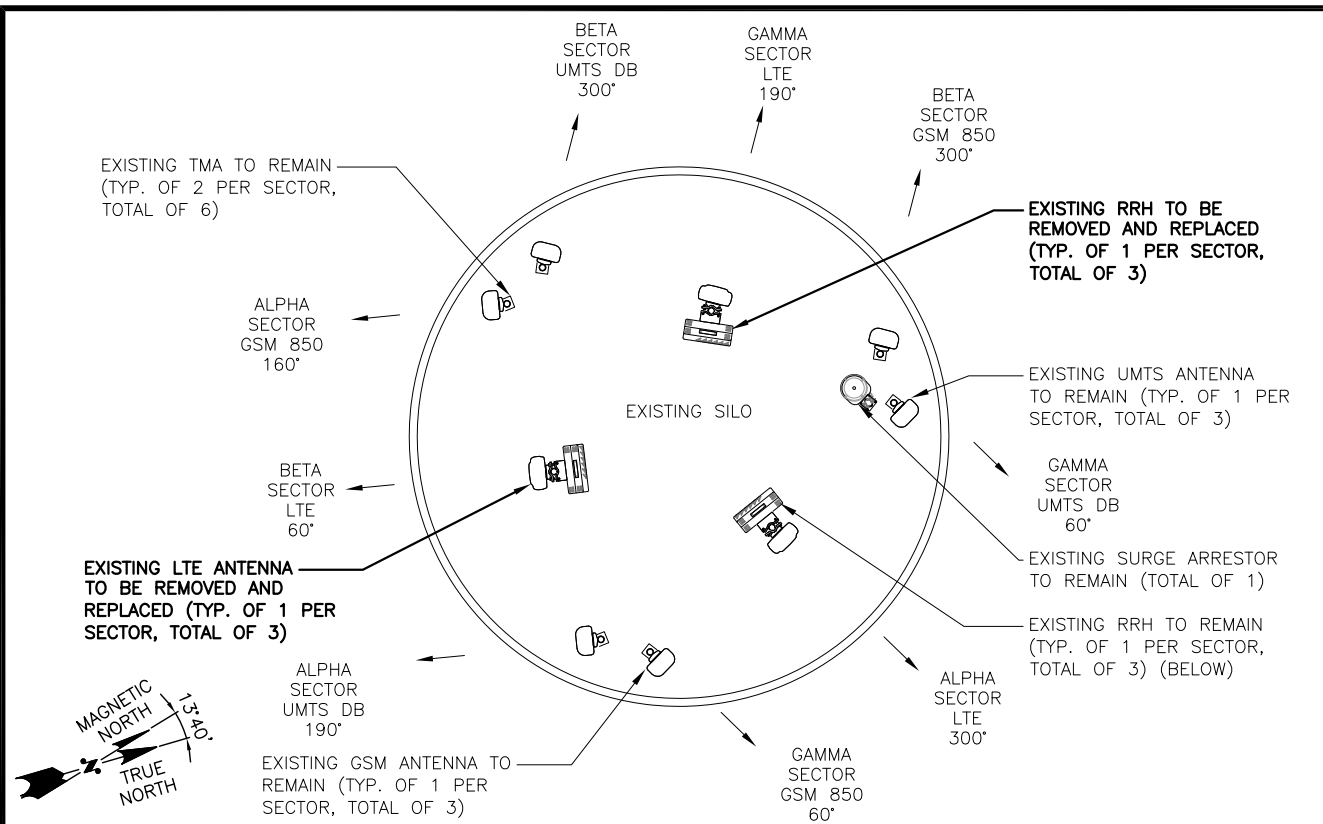 BETA
SECTOR
UMTS DB
300°
GAMMA
SECTOR
LTE
190°
BETA
SECTOR
GSM 850
300°
EXISTING TMA TO REMAIN
(TYP. OF 2 PER SECTOR,
TOTAL OF 6)
EXISTING RRH TO BE
REMOVED AND REPLACED
(TYP. OF 1 PER SECTOR,
TOTAL OF 3)
ALPHA
SECTOR
GSM 850
160°
EXISTING UMTS ANTENNA
TO REMAIN (TYP. OF 1 PER
SECTOR, TOTAL OF 3)
EXISTING SILO
BETA
SECTOR
LTE
60°
GAMMA
SECTOR
UMTS DB
60°
EXISTING LTE ANTENNA
TO BE REMOVED AND
REPLACED (TYP. OF 1 PER
SECTOR, TOTAL OF 3)
EXISTING SURGE ARRESTOR
TO REMAIN (TOTAL OF 1)
EXISTING RRH TO REMAIN
(TYP. OF 1 PER SECTOR,
TOTAL OF 3) (BELOW)
ALPHA
SECTOR
UMTS DB
190°
ALPHA
SECTOR
LTE
300°
MAGNETIC
NORTH
13°40'
N
TRUE
NORTH
EXISTING GSM ANTENNA TO
REMAIN (TYP. OF 1 PER
SECTOR, TOTAL OF 3)
GAMMA
SECTOR
GSM 850
60°